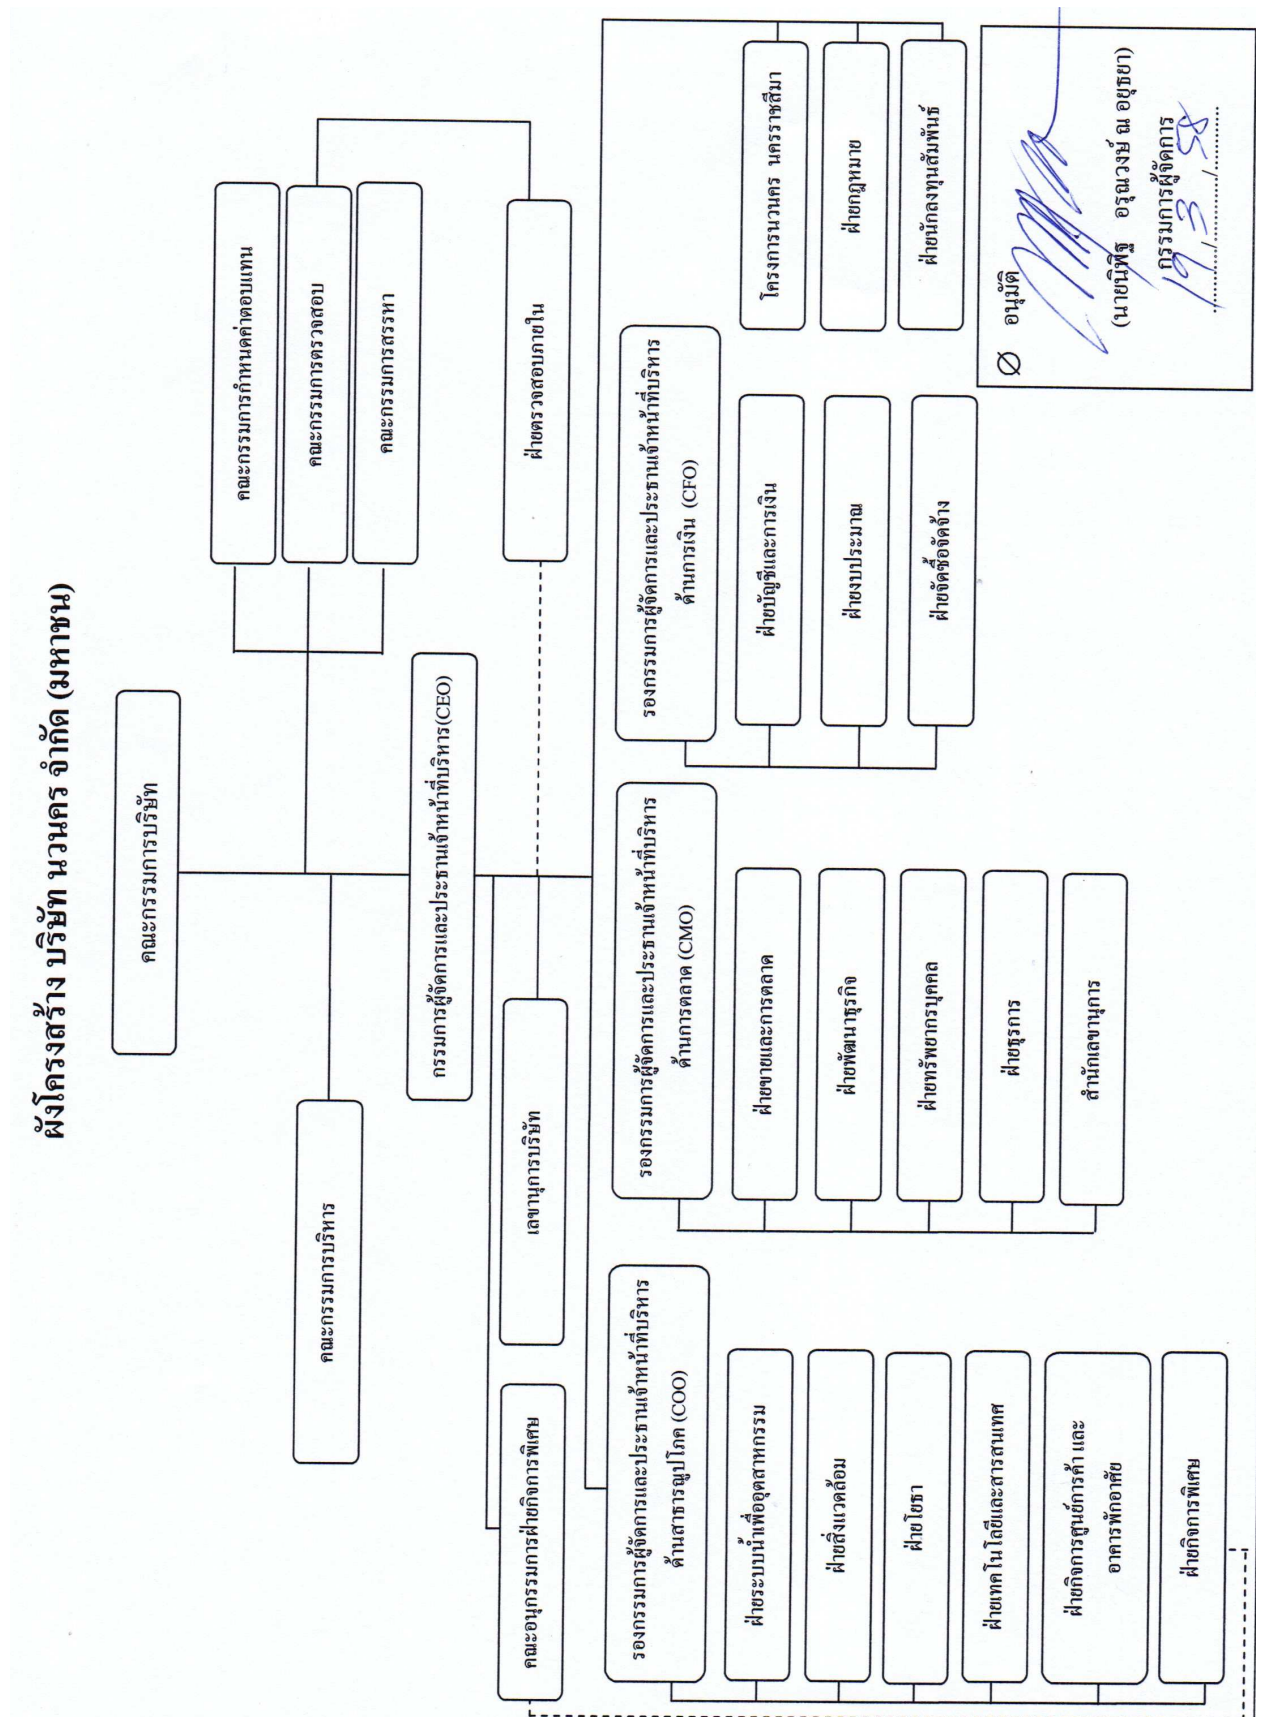 ผังโครงสร้าง บริษัท นวนคร จำกัด (มหาชน)
คณะกรรมการบริษัท
คณะกรรมการกำหนดค่าตอบแทน
คณะกรรมการตรวจสอบ
คณะกรรมการสรรหา
คณะกรรมการบริหาร
กรรมการผู้จัดการและประธานเจ้าหน้าที่บริหาร(CEO)
คณะอนุกรรมการฝ่ายกิจการพิเศษ
เลขานุการบริษัท
ฝ่ายตรวจสอบภายใน
รองกรรมการผู้จัดการและประธานเจ้าหน้าที่บริหาร
ด้านสาธารณูปโภค (COO)
ฝ่ายระบบน้ำเพื่ออุตสาหกรรม
ฝ่ายสิ่งแวดล้อม
ฝ่ายโยธา
ฝ่ายเทคโนโลยีและสารสนเทศ
ฝ่ายกิจการศูนย์การค้า และ
อาคารพักอาศัย
ฝ่ายกิจการพิเศษ
รองกรรมการผู้จัดการและประธานเจ้าหน้าที่บริหาร
ด้านการตลาด (CMO)
ฝ่ายขายและการตลาด
ฝ่ายพัฒนาธุรกิจ
ฝ่ายทรัพยากรบุคคล
ฝ่ายธุรการ
สำนักเลขานุการ
รองกรรมการผู้จัดการและประธานเจ้าหน้าที่บริหาร
ด้านการเงิน (CFO)
ฝ่ายบัญชีและการเงิน
ฝ่ายงบประมาณ
ฝ่ายจัดซื้อจัดจ้าง
โครงการนวนคร นครราชสีมา
ฝ่ายกฎหมาย
ฝ่ายนักลงทุนสัมพันธ์
Ø อนุมัติ
(นายนิพิฐ อรุณวงษ์ ณ อยุธยา)
กรรมการผู้จัดการ
19 / 3 / 58